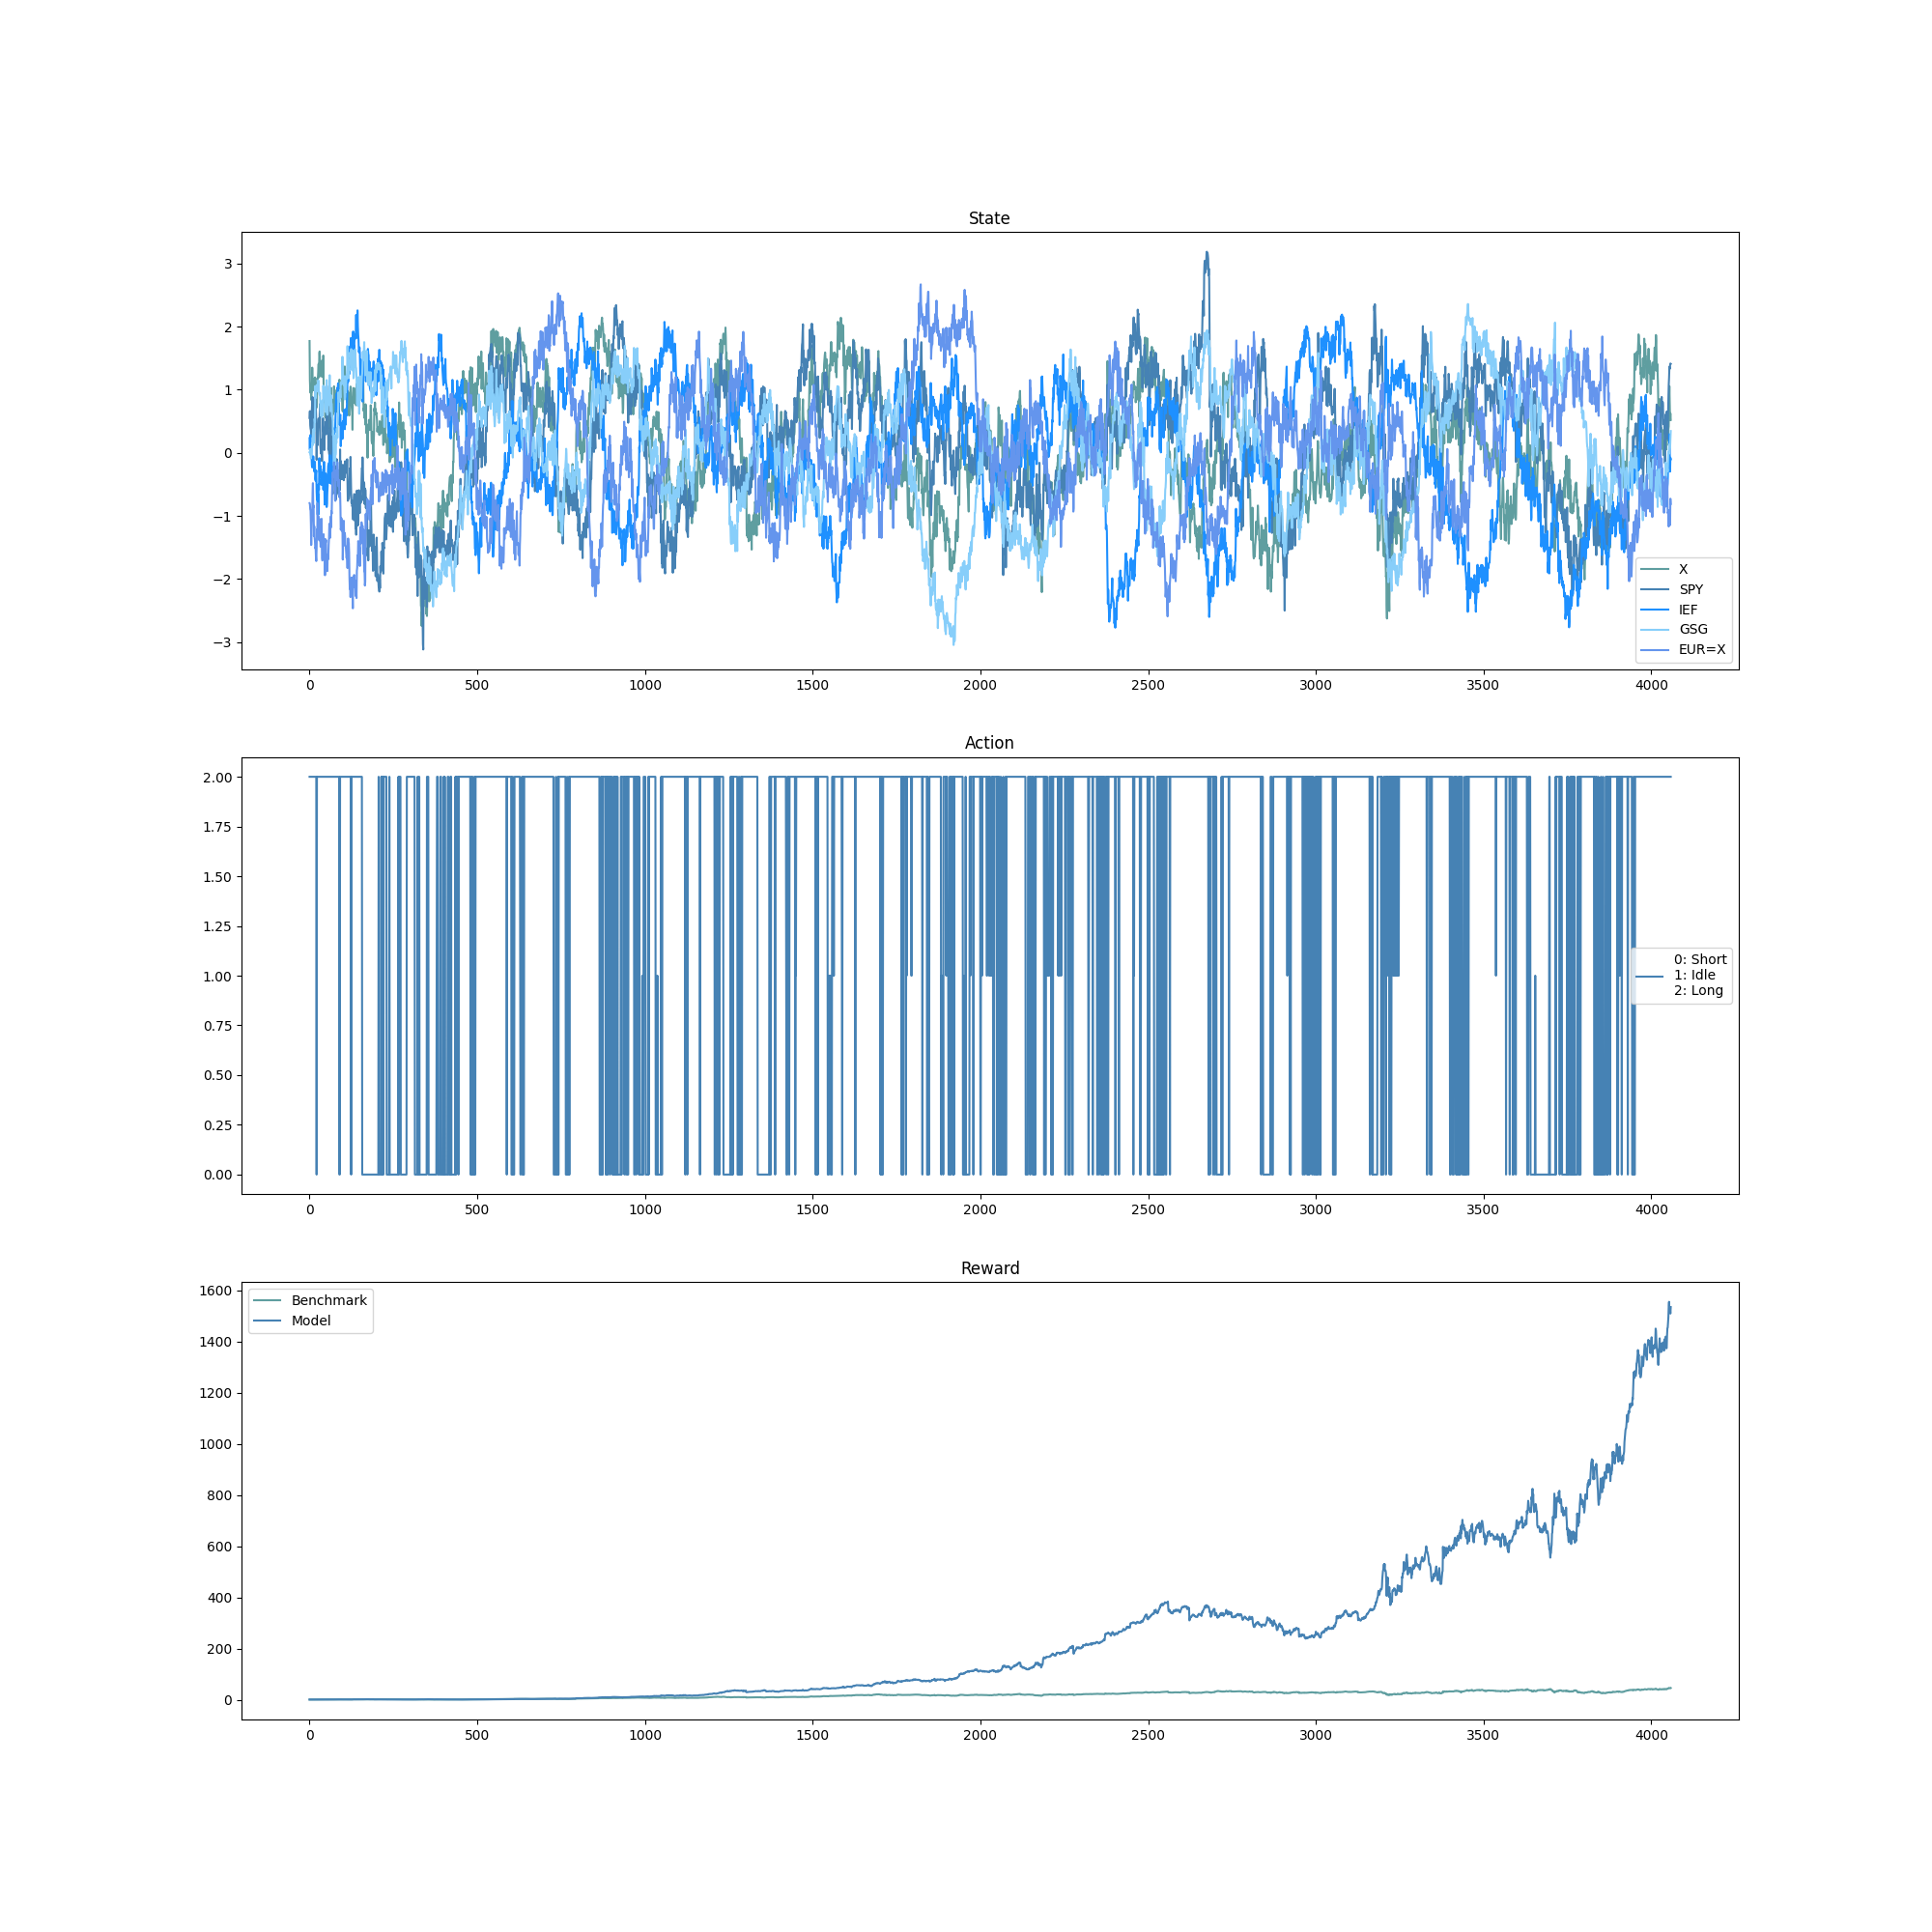 State
3
2
1
0
−1
−2
−3
X
SPY
IEF
GSG
EUR=X
0 500 1000 1500 2000 2500 3000 3500 4000
Action
2.00
1.75
1.50
1.25
1.00
0.75
0.50
0.25
0.00
0: Short
1: Idle
2: Long
0 500 1000 1500 2000 2500 3000 3500 4000
Reward
1600
1400
1200
1000
800
600
400
200
0
Benchmark
Model
0 500 1000 1500 2000 2500 3000 3500 4000